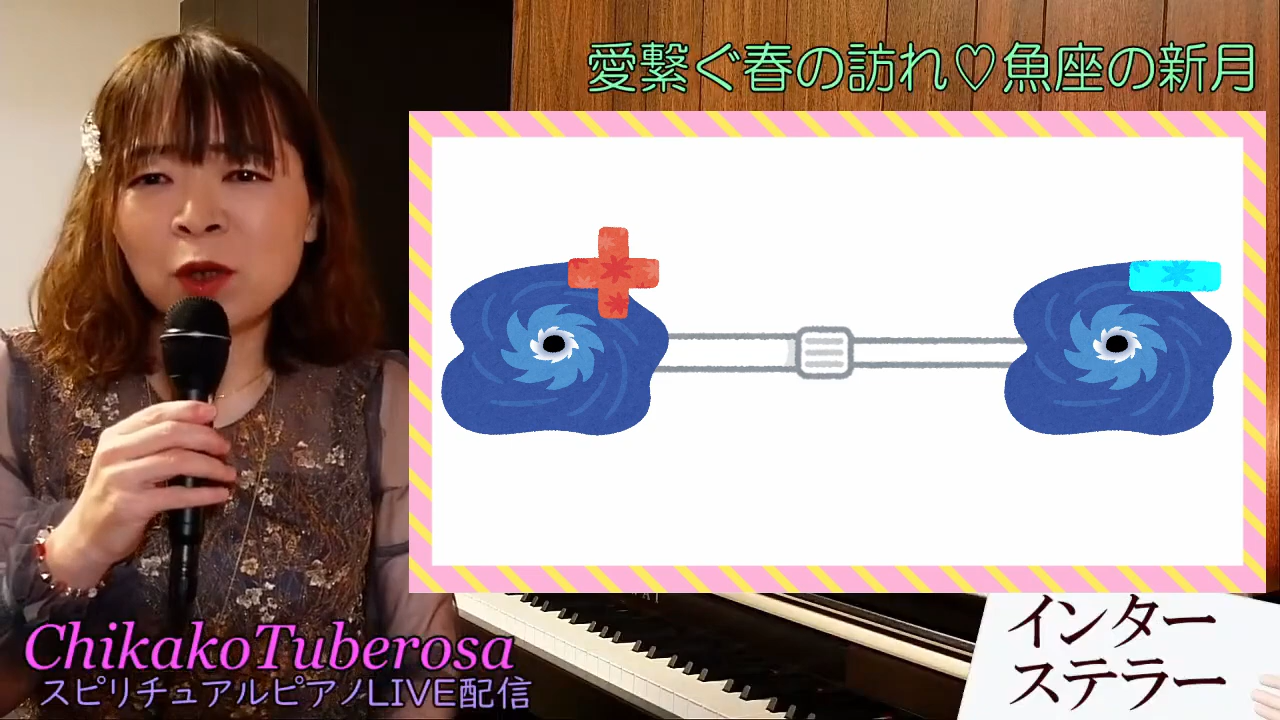 愛繋ぐ春の訪れ♡魚座の新月
ChikakoTuberosa
スピリチュアルピアノLIVE配信
インター
ステラー